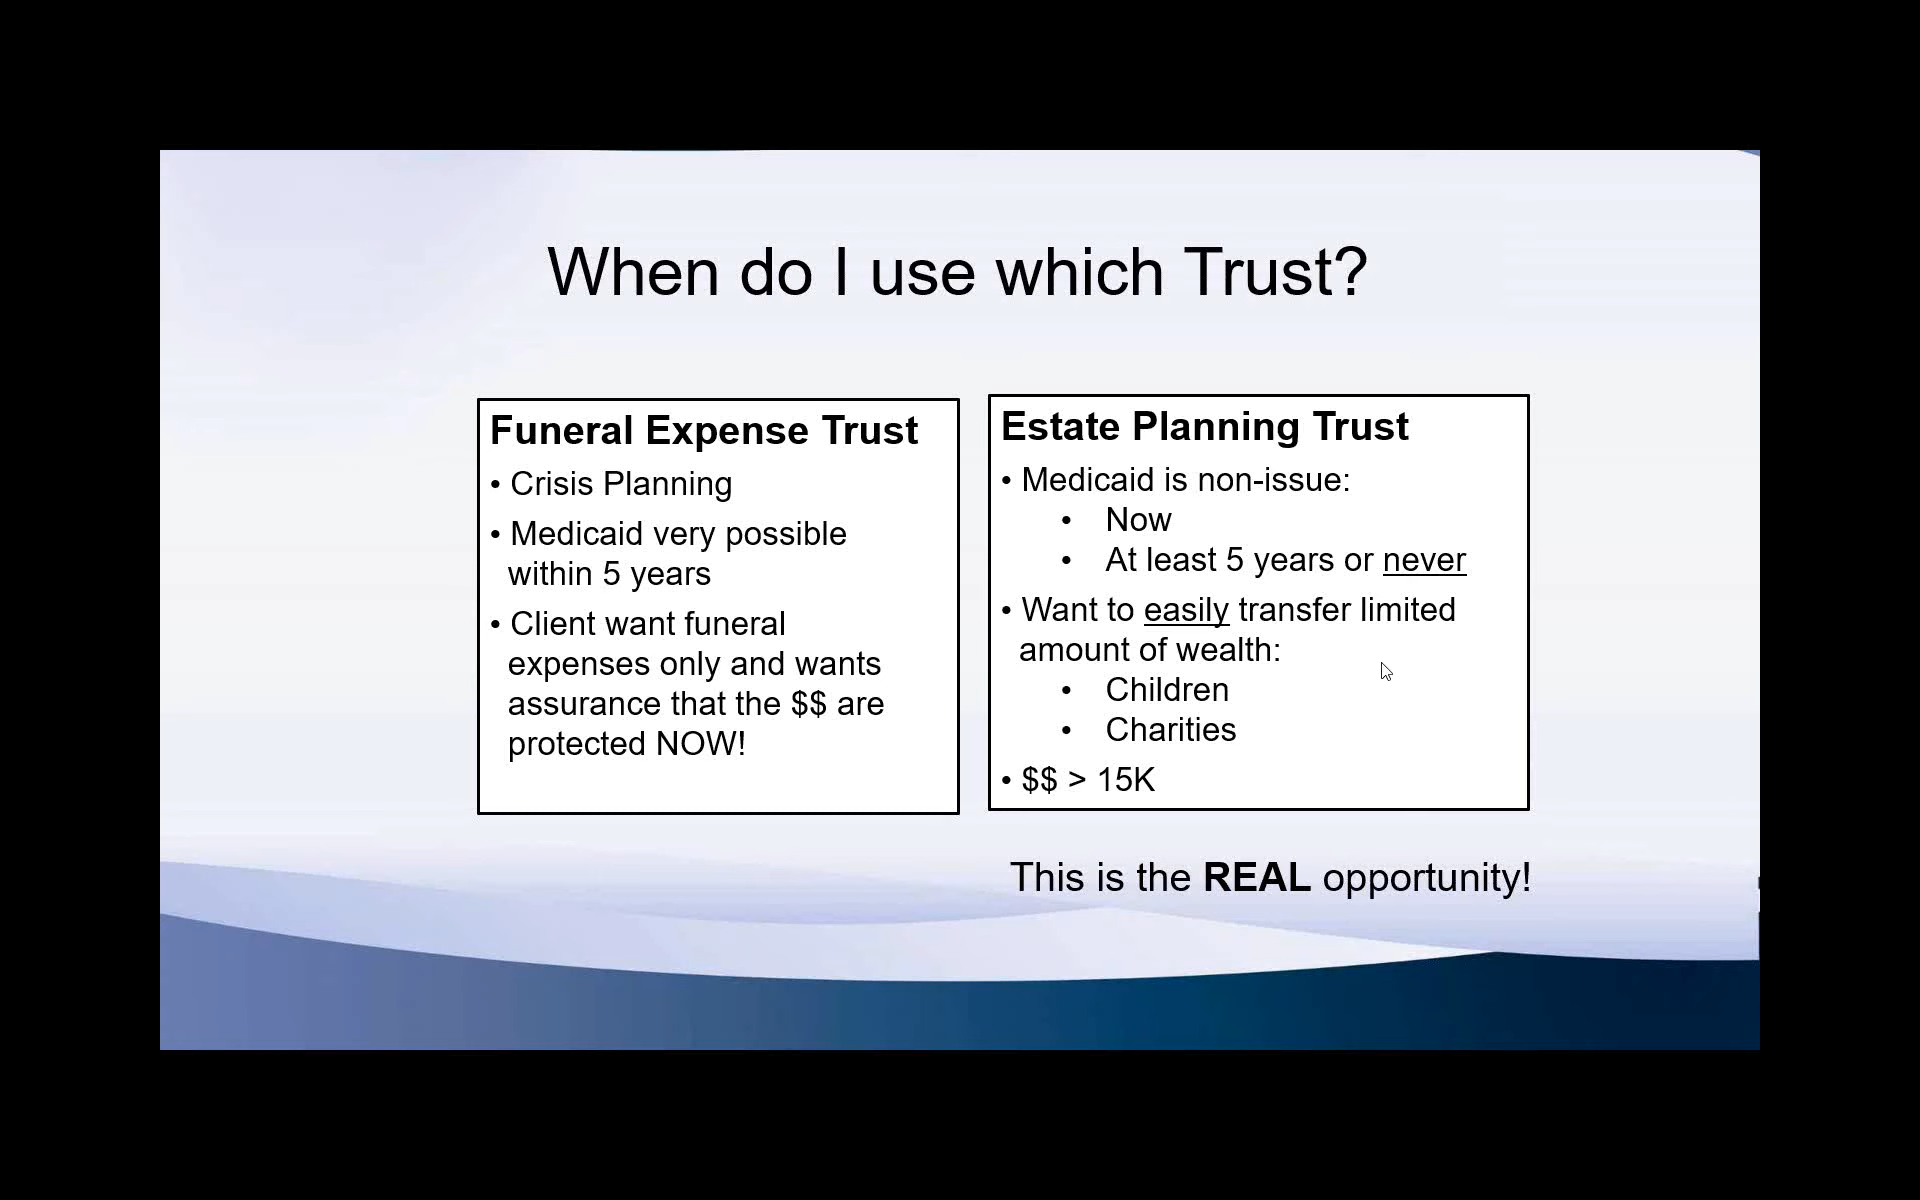 When do I use which Trust?
Funeral Expense Trust
• Crisis Planning
• Medicaid very possible
within 5 years
• Client want funeral
expenses only and wants
assurance that the $$ are
protected NOW!
Estate Planning Trust
• Medicaid is non-issue:
• Now
• At least 5 years or never
• Want to easily transfer limited
amount of wealth:
• Children
• Charities
• $$ > 15K
This is the REAL opportunity!